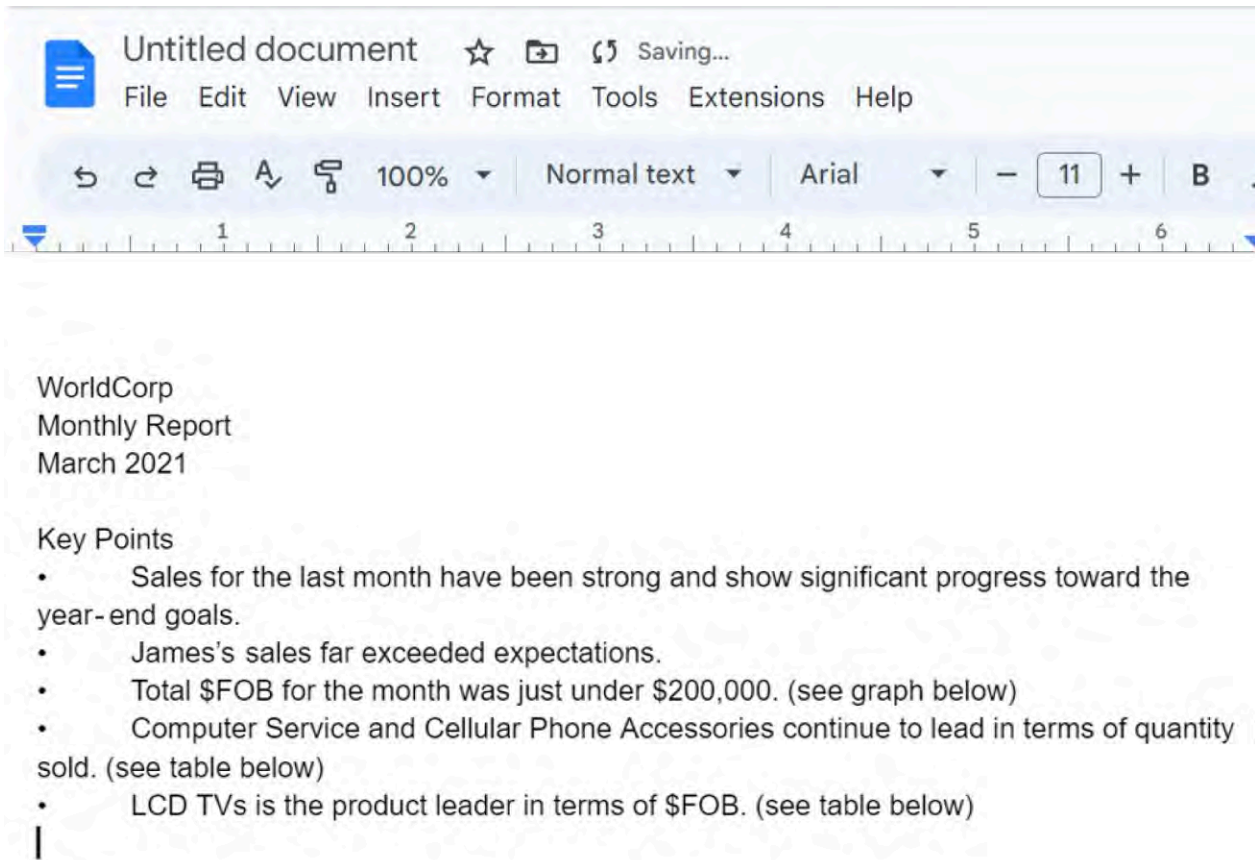 Untitled document Saving...
File Edit View Insert Format Tools Extensions Help
100% Normal text Arial − 11 + B
1 2 3 4 5 6
WorldCorp
Monthly Report
March 2021
Key Points
• Sales for the last month have been strong and show significant progress toward the
year-end goals.
• James’s sales far exceeded expectations.
• Total $FOB for the month was just under $200,000. (see graph below)
• Computer Service and Cellular Phone Accessories continue to lead in terms of quantity
sold. (see table below)
• LCD TVs is the product leader in terms of $FOB. (see table below)